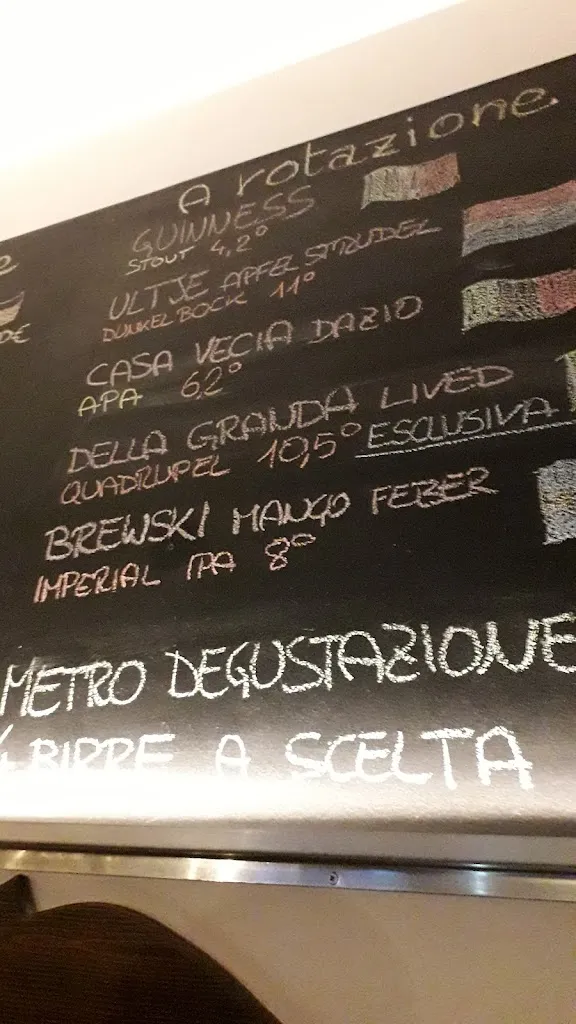 A rotazione
GUINNESS
STOUT 4,2°
ULTJE APFEL STRUDEL
DUNKEL BOCK 11°
CASA VECIA DAZIO
APA 6,2°
DELLA GRANDA LIVED
QUADRUPEL 10,5° ESCLUSIVA
BREWSKI MANGO FEBER
IMPERIAL IPA 8°
METRO DEGUSTAZIONE
4 BIRRE A SCELTA